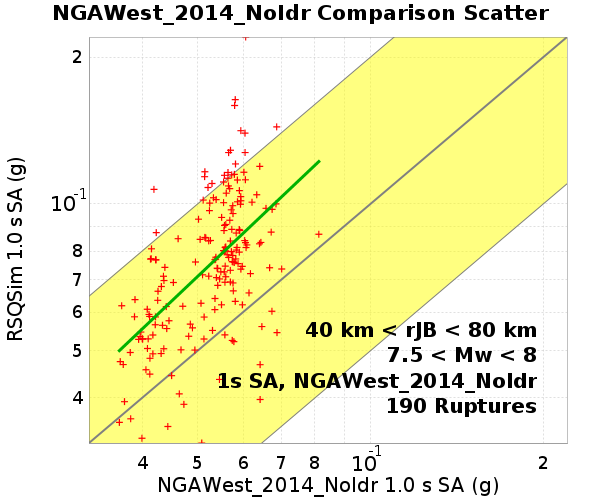 NGAWest_2014_NoIdr Comparison Scatter
RSQSim 1.0 s SA (g)
2
10-1
8
7
6
5
4
40 km < rJB < 80 km
7.5 < Mw < 8
1s SA, NGAWest_2014_NoIdr
190 Ruptures
4 5 6 7 8 10-1 2
NGAWest_2014_NoIdr 1.0 s SA (g)